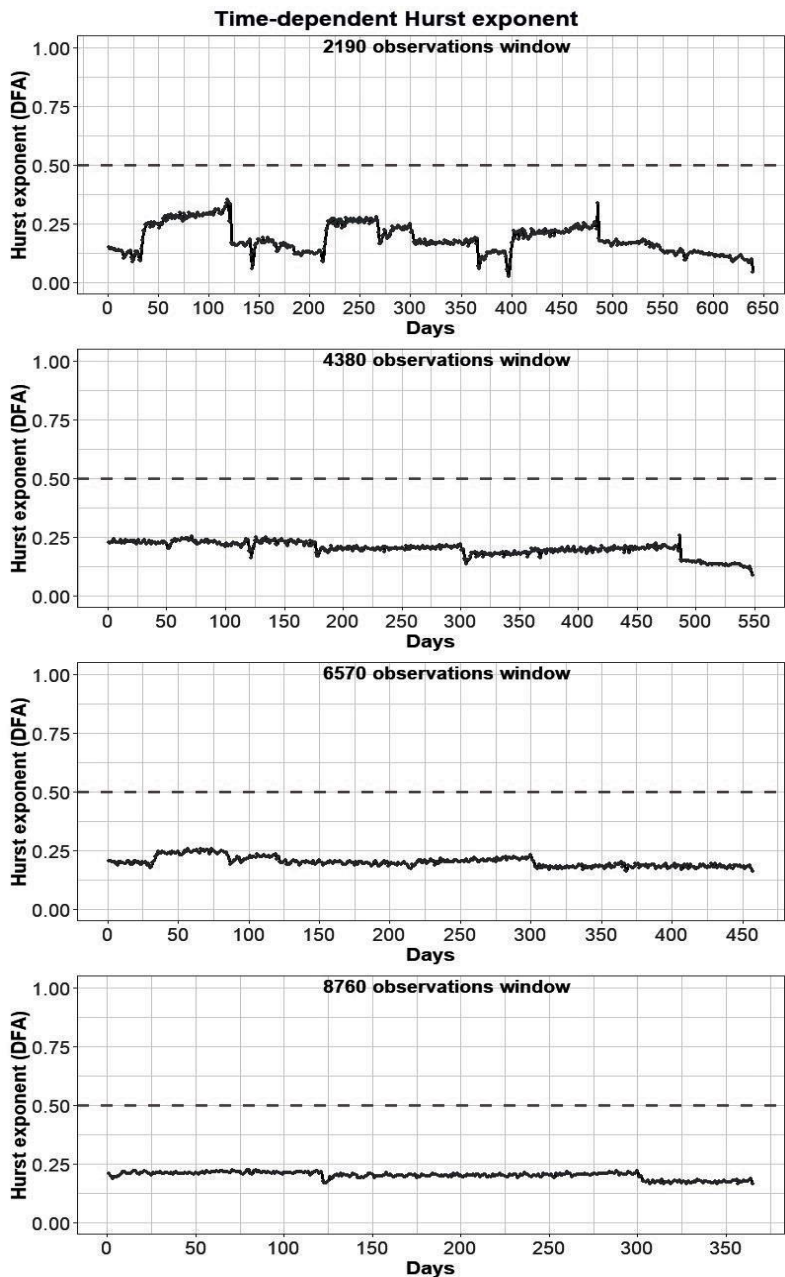 Time-dependent Hurst exponent
2190 observations window
Hurst exponent (DFA)
1.00
0.75
0.50
0.25
0.00
0 50 100 150 200 250 300 350 400 450 500 550 600 650
Days
4380 observations window
Hurst exponent (DFA)
1.00
0.75
0.50
0.25
0.00
0 50 100 150 200 250 300 350 400 450 500 550
Days
6570 observations window
Hurst exponent (DFA)
1.00
0.75
0.50
0.25
0.00
0 50 100 150 200 250 300 350 400 450
Days
8760 observations window
Hurst exponent (DFA)
1.00
0.75
0.50
0.25
0.00
0 50 100 150 200 250 300 350
Days